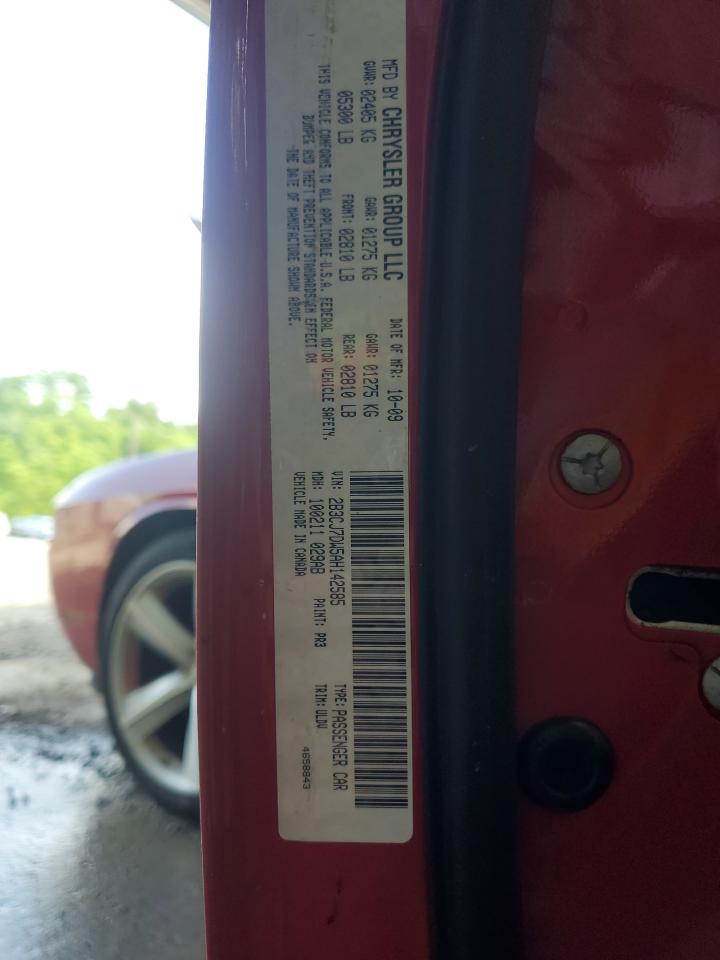 MFD BY CHRYSLER GROUP LLC DATE OF MFR: 10-09
GVWR: 02405 KG GAWR: 01275 KG GAWR: 01275 KG
05300 LB FRONT: 02810 LB REAR: 02810 LB
THIS VEHICLE CONFORMS TO ALL APPLICABLE U.S.A. FEDERAL MOTOR VEHICLE SAFETY,
BUMPER AND THEFT PREVENTION STANDARDS IN EFFECT ON
THE DATE OF MANUFACTURE SHOWN ABOVE.
VIN: 2B3CJ7DW5AH142585 TYPE: PASSENGER CAR
MDH: 100211 029AB PAINT: PR3 TRIM: ULDV
VEHICLE MADE IN CANADA 4658843